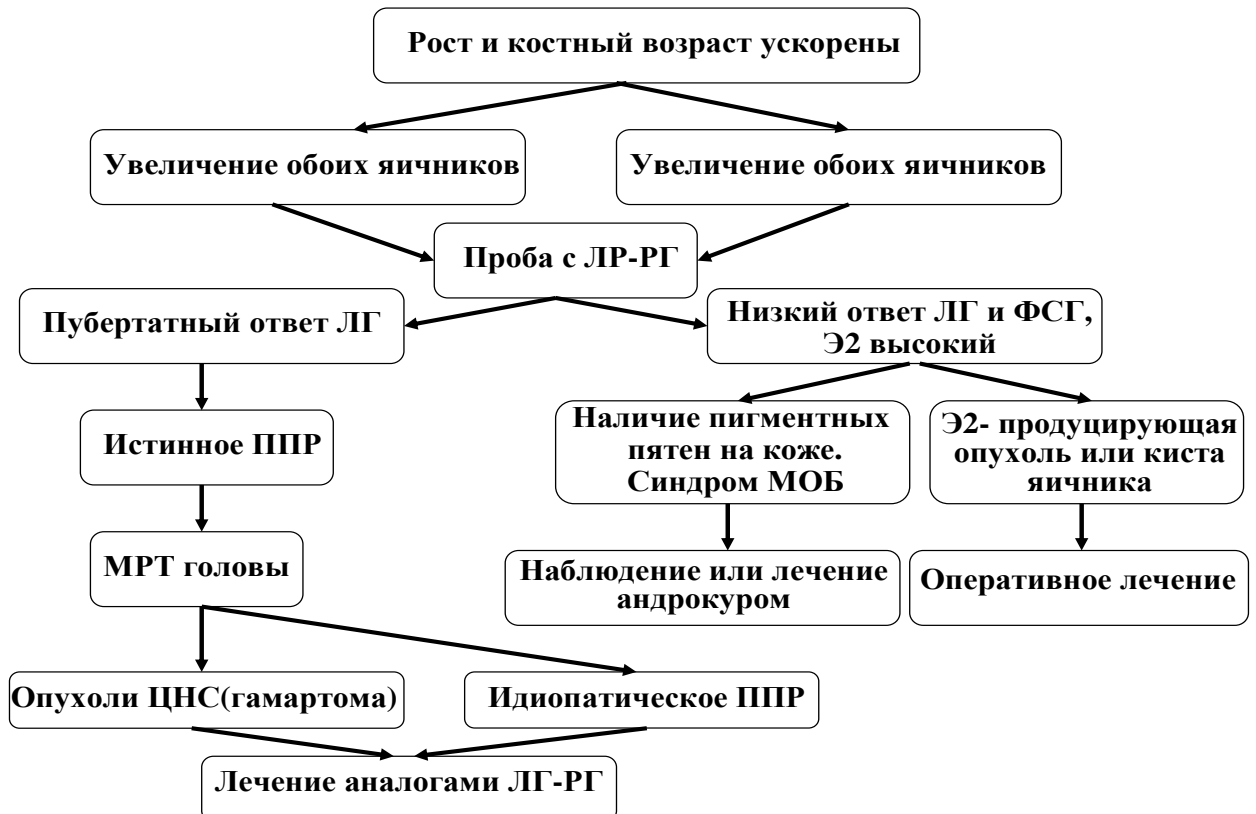 Рост и костный возраст ускорены
Увеличение обоих яичников
Увеличение обоих яичников
Проба с ЛР-РГ
Пубертатный ответ ЛГ
Низкий ответ ЛГ и ФСГ,
Э2 высокий
Истинное ППР
Наличие пигментных
пятен на коже.
Синдром МОБ
Э2- продуцирующая
опухоль или киста
яичника
МРТ головы
Наблюдение или лечение
андрокуром
Оперативное лечение
Опухоли ЦНС(гамартома)
Идиопатическое ППР
Лечение аналогами ЛГ-РГ